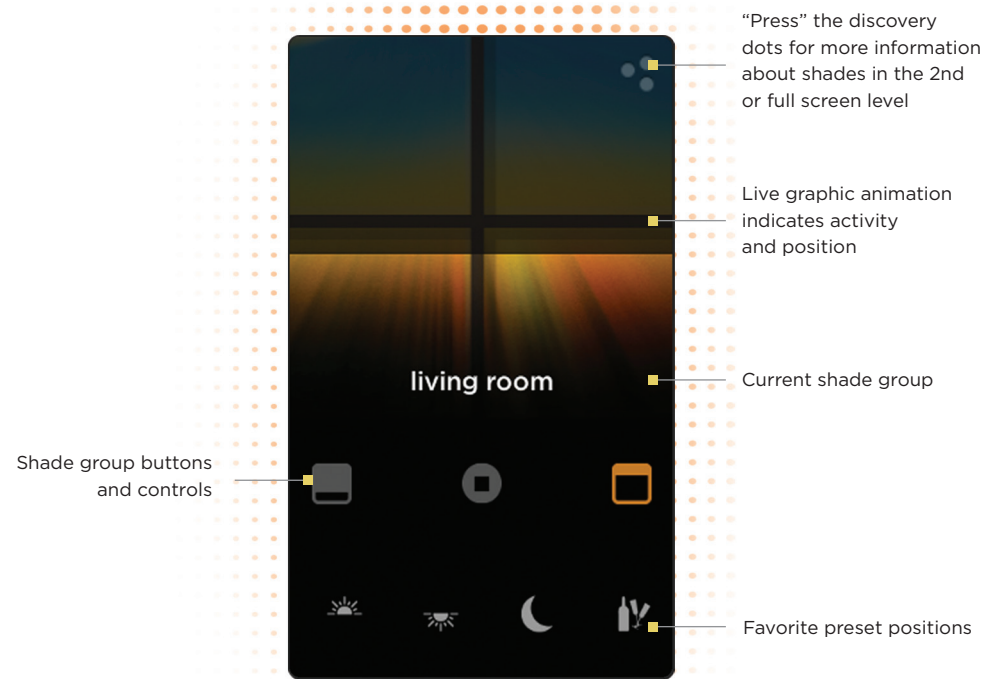 “Press” the discovery
dots for more information
about shades in the 2nd
or full screen level
Live graphic animation
indicates activity
and position
living room
Current shade group
Shade group buttons
and controls
Favorite preset positions